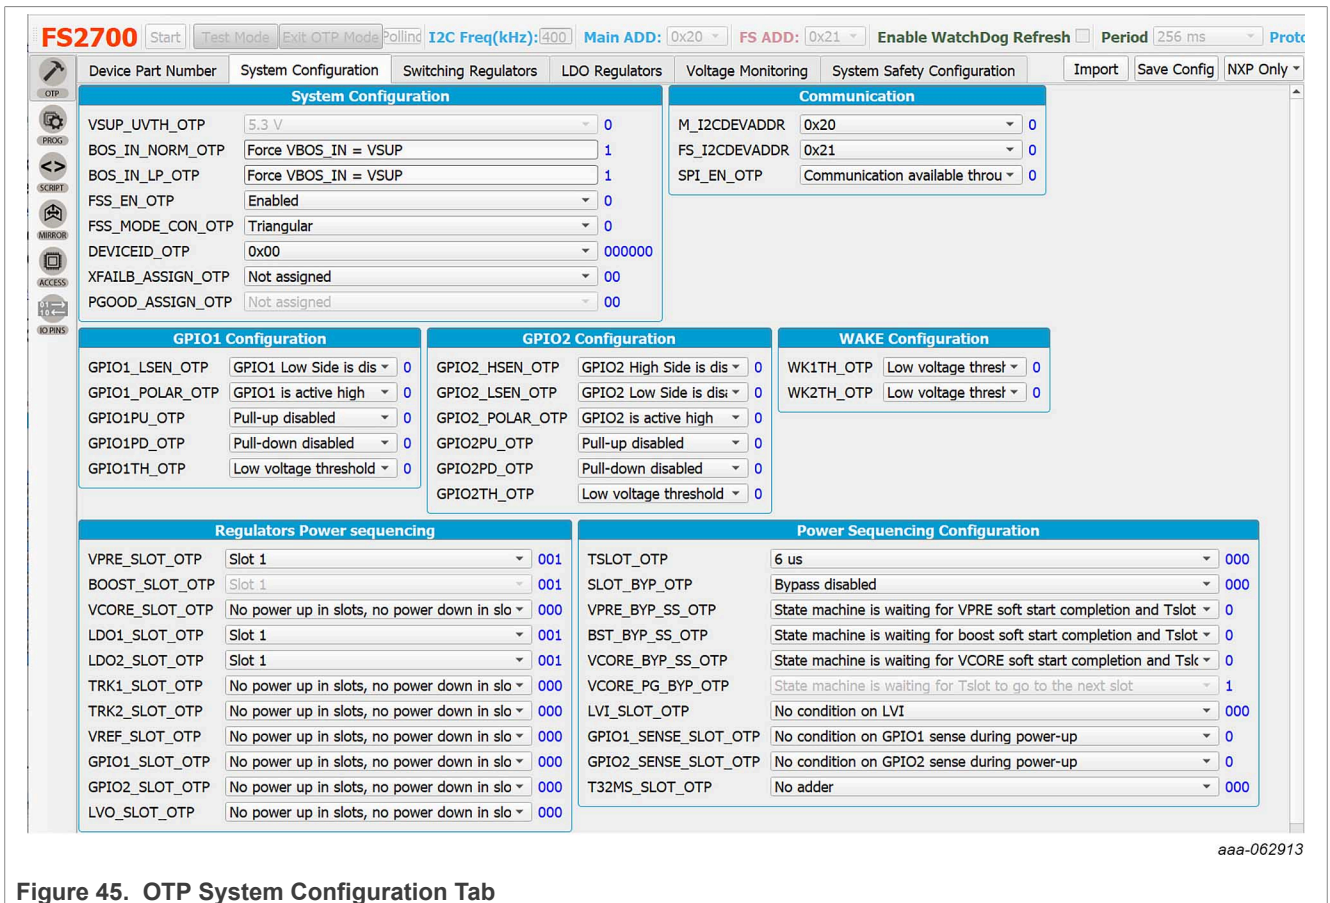 FS2700 Start Test Mode Exit OTP Mode I2C Freq(kHz): 400 Main ADD: 0x20 FS ADD: 0x21 Enable WatchDog Refresh Period 256 ms
Device Part Number System Configuration Switching Regulators LDO Regulators Voltage Monitoring System Safety Configuration Import Save Config NXP Only
OTP
PROG
SCRIPT
MIRROR
ACCESS
IO PINS
System Configuration
VSUP_UVTH_OTP 5.3 V 0
BOS_IN_NORM_OTP Force VBOS_IN = VSUP 1
BOS_IN_LP_OTP Force VBOS_IN = VSUP 1
FSS_EN_OTP Enabled 0
FSS_MODE_CON_OTP Triangular 0
DEVICEID_OTP 0x00 000000
XFAILB_ASSIGN_OTP Not assigned 00
PGOOD_ASSIGN_OTP Not assigned 00
Communication
M_I2CDEVADDR 0x20 0
FS_I2CDEVADDR 0x21 0
SPI_EN_OTP Communication available throu 0
GPIO1 Configuration
GPIO1_LSEN_OTP GPIO1 Low Side is dis 0
GPIO1_POLAR_OTP GPIO1 is active high 0
GPIO1PU_OTP Pull-up disabled 0
GPIO1PD_OTP Pull-down disabled 0
GPIO1TH_OTP Low voltage threshold 0
GPIO2 Configuration
GPIO2_HSEN_OTP GPIO2 High Side is dis 0
GPIO2_LSEN_OTP GPIO2 Low Side is disa 0
GPIO2_POLAR_OTP GPIO2 is active high 0
GPIO2PU_OTP Pull-up disabled 0
GPIO2PD_OTP Pull-down disabled 0
GPIO2TH_OTP Low voltage threshold 0
WAKE Configuration
WK1TH_OTP Low voltage thresh 0
WK2TH_OTP Low voltage thresh 0
Regulators Power sequencing
VPRE_SLOT_OTP Slot 1 001
BOOST_SLOT_OTP Slot 1 001
VCORE_SLOT_OTP No power up in slots, no power down in slo 000
LDO1_SLOT_OTP Slot 1 001
LDO2_SLOT_OTP Slot 1 001
TRK1_SLOT_OTP No power up in slots, no power down in slo 000
TRK2_SLOT_OTP No power up in slots, no power down in slo 000
VREF_SLOT_OTP No power up in slots, no power down in slo 000
GPIO1_SLOT_OTP No power up in slots, no power down in slo 000
GPIO2_SLOT_OTP No power up in slots, no power down in slo 000
LVO_SLOT_OTP No power up in slots, no power down in slo 000
Power Sequencing Configuration
TSLOT_OTP 6 us 000
SLOT_BYP_OTP Bypass disabled 000
VPRE_BYP_SS_OTP State machine is waiting for VPRE soft start completion and Tslot 0
BST_BYP_SS_OTP State machine is waiting for boost soft start completion and Tslot 0
VCORE_BYP_SS_OTP State machine is waiting for VCORE soft start completion and Tslc 0
VCORE_PG_BYP_OTP State machine is waiting for Tslot to go to the next slot 1
LVI_SLOT_OTP No condition on LVI 000
GPIO1_SENSE_SLOT_OTP No condition on GPIO1 sense during power-up 0
GPIO2_SENSE_SLOT_OTP No condition on GPIO2 sense during power-up 0
T32MS_SLOT_OTP No adder 000
aaa-062913
Figure 45. OTP System Configuration Tab